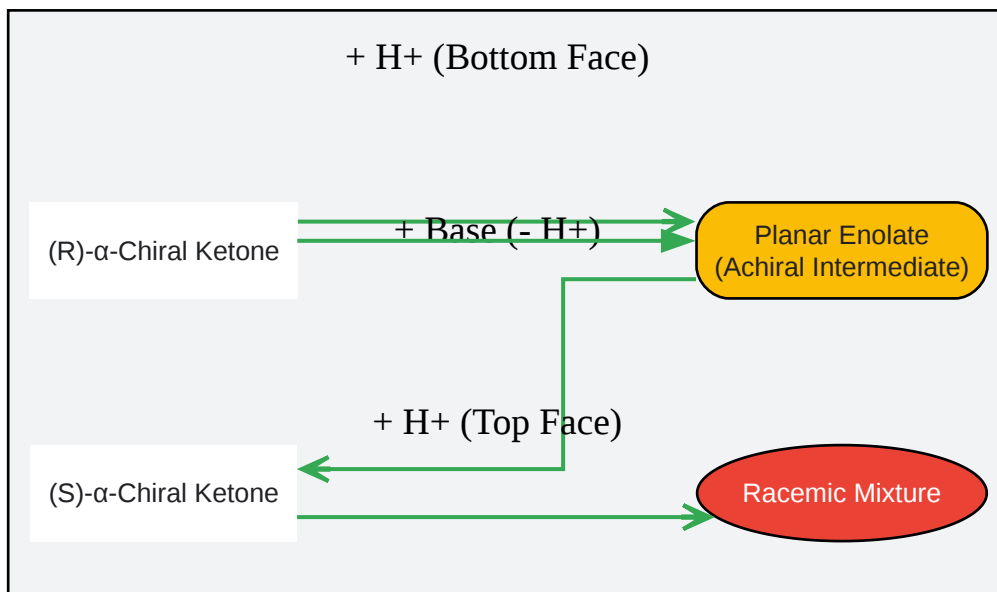 + H+ (Bottom Face)
(R)-α-Chiral Ketone
+ Base (- H+)
Planar Enolate
(Achiral Intermediate)
+ H+ (Top Face)
(S)-α-Chiral Ketone
Racemic Mixture